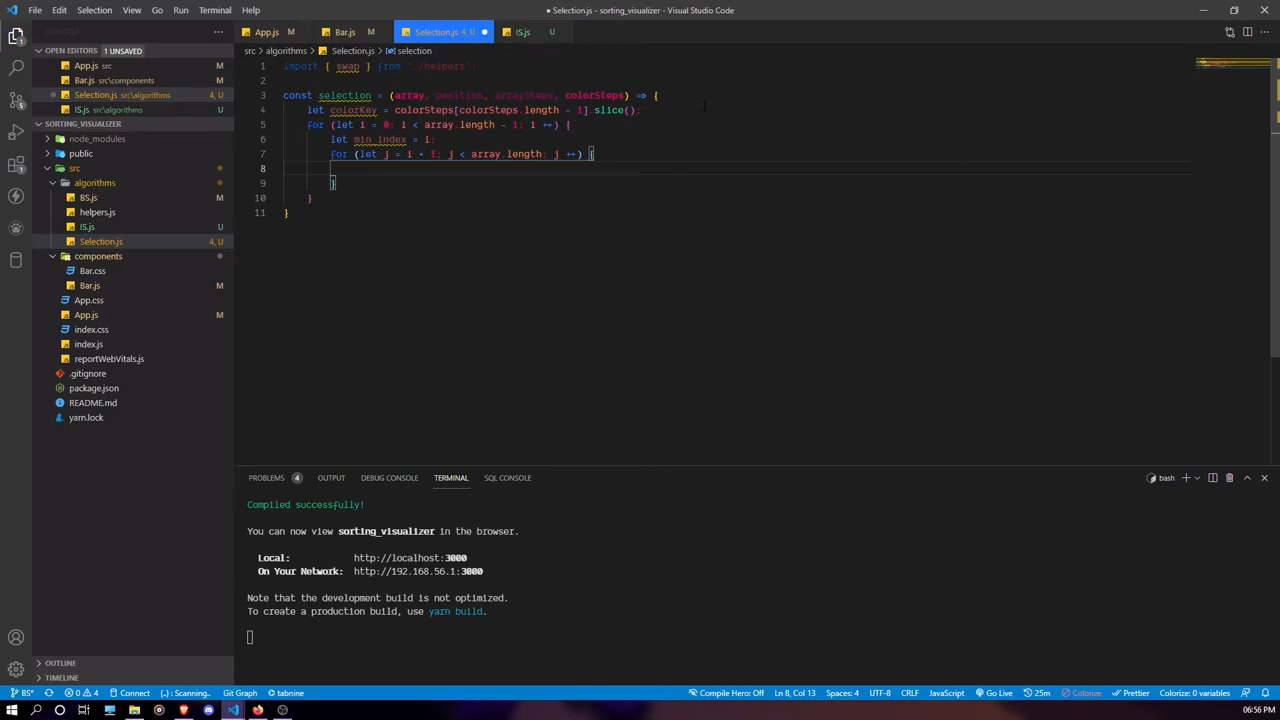 File Edit Selection View Go Run Terminal Help
● Selection.js - sorting_visualizer - Visual Studio Code
OPEN EDITORS 1 UNSAVED
App.js src M
Bar.js src\components M
Selection.js src\algorithms 4, U
IS.js src\algorithms U
SORTING_VISUALIZER
node_modules
public
src
algorithms
BS.js
helpers.js
IS.js U
Selection.js 4, U
components
Bar.css
Bar.js M
App.css
App.js M
index.css
index.js
reportWebVitals.js
.gitignore
package.json
README.md
yarn.lock
OUTLINE
TIMELINE
App.js M Bar.js M Selection.js 4, U IS.js U
src > algorithms > Selection.js > selection
1 import { swap } from './helpers';
2
3 const selection = (array, position, arraySteps, colorSteps) => {
4 let colorKey = colorSteps[colorSteps.length - 1].slice();
5 for (let i = 0; i < array.length - 1; i ++) {
6 let min_index = i;
7 for (let j = i + 1; j < array.length; j ++) {
8
9 }
10 }
11 }
PROBLEMS 4 OUTPUT DEBUG CONSOLE TERMINAL SQL CONSOLE
bash
Compiled successfully!
You can now view sorting_visualizer in the browser.
Local: http://localhost:3000
On Your Network: http://192.168.56.1:3000
Note that the development build is not optimized.
To create a production build, use yarn build.
BS* 0 4 Connect {..} : Scanning.. Git Graph tabnine
Compile Hero: Off Ln 8, Col 13 Spaces: 4 UTF-8 CRLF JavaScript Go Live 25m Colorize Prettier Colorize: 0 variables
06:56 PM